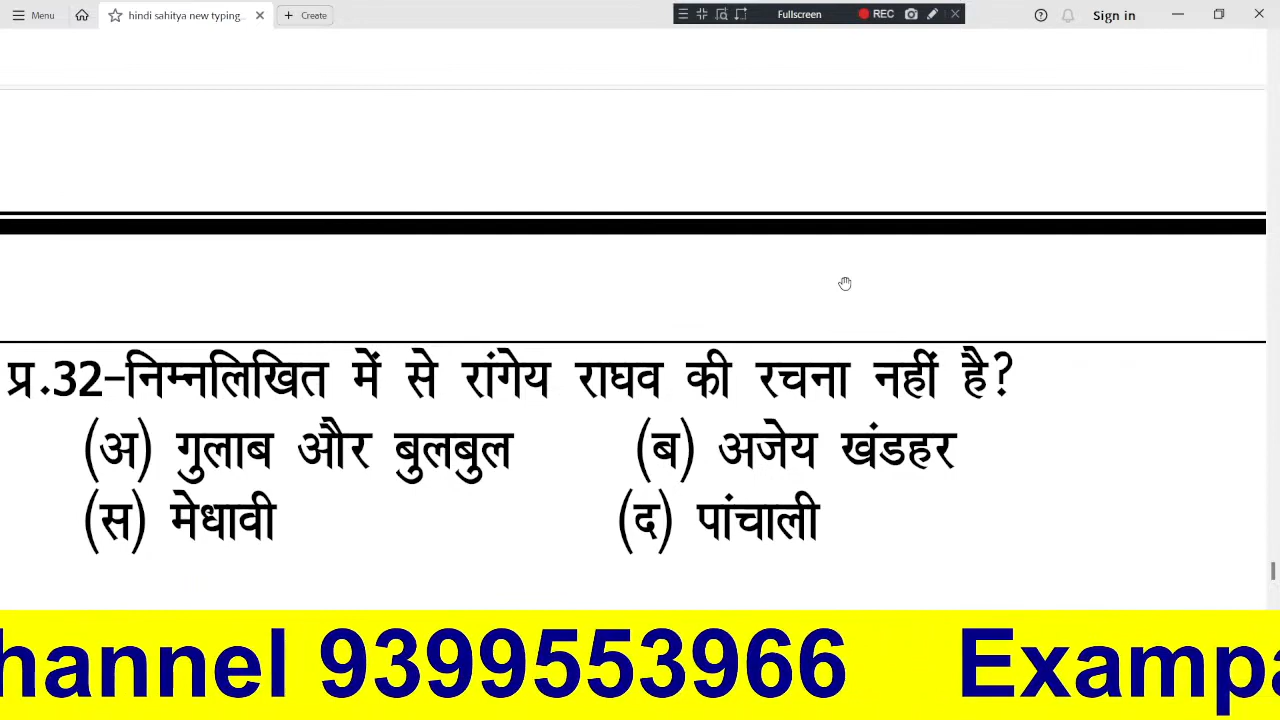 Menu
hindi sahitya new typing...
Create
Fullscreen
REC
Sign in
प्र.32-निम्नलिखित में से रांगेय राघव की रचना नहीं है?
(अ) गुलाब और बुलबुल (ब) अजेय खंडहर
(स) मेधावी (द) पांचाली
hannel 9399553966 Exampa